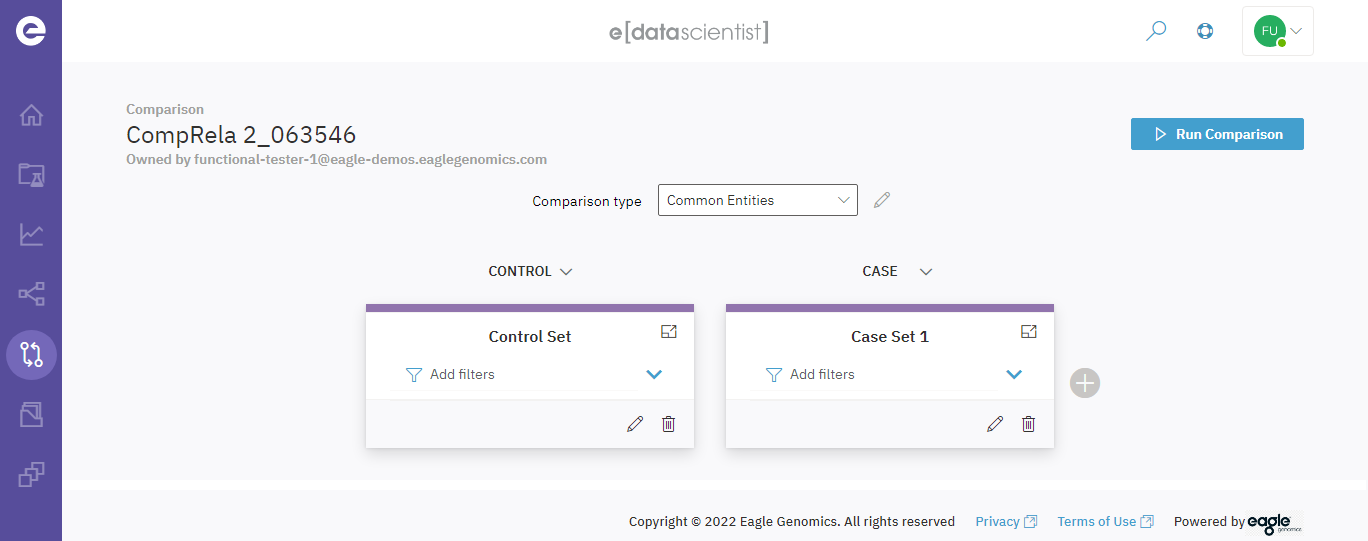 e[datascientist]
FU
Comparison
CompRela 2_063546
Owned by functional-tester-1@eagle-demos.eaglegenomics.com
Run Comparison
Comparison type
Common Entities
CONTROL
CASE
Control Set
Case Set 1
Add filters
Add filters
Copyright © 2022 Eagle Genomics. All rights reserved
Privacy
Terms of Use
Powered by eagle genomics